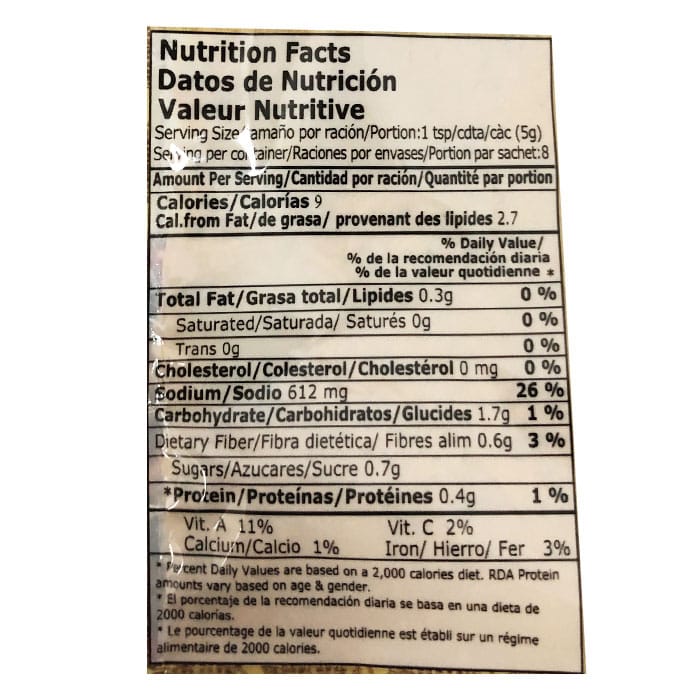 Nutrition Facts
Datos de Nutrición
Valeur Nutritive
Serving Size amaño por ración/Portion:1 tsp/cdta/càc (5g)
Serving per container/Raciones por envases/Portion par sachet:8
Amount Per Serving/Cantidad por ración/Quantité par portion
Calories/Calorías 9
Cal.from Fat/de grasa/ provenant des lipides 2.7
% Daily Value/
% de la recomendación diaria
% de la valeur quotidienne *
Total Fat/Grasa total/Lipides 0.3g 0 %
Saturated/Saturada/ Saturés 0g 0 %
Trans 0g 0 %
Cholesterol/Colesterol/Cholestérol 0 mg 0 %
Sodium/Sodio 612 mg 26 %
Carbohydrate/Carbohidratos/Glucides 1.7g 1 %
Dietary Fiber/Fibra dietética/ Fibres alim 0.6g 3 %
Sugars/Azucares/Sucre 0.7g
*Protein/Proteínas/Protéines 0.4g 1 %
Vit. A 11% Vit. C 2%
Calcium/Calcio 1% Iron/ Hierro/ Fer 3%
* Percent Daily Values are based on a 2,000 calories diet. RDA Protein
amounts vary based on age & gender.
* El porcentaje de la recomendación diaria se basa en una dieta de
2000 calorías.
* Le pourcentage de la valeur quotidienne est établi sur un régime
alimentaire de 2000 calories.